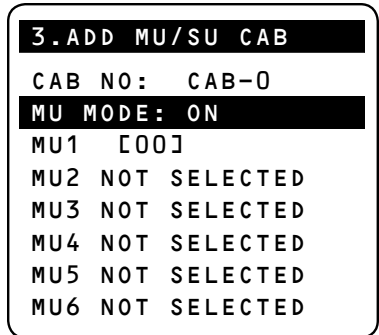 3.ADD MU/SU CAB
CAB NO: CAB-0
MU MODE: ON
MU1 [00]
MU2 NOT SELECTED
MU3 NOT SELECTED
MU4 NOT SELECTED
MU5 NOT SELECTED
MU6 NOT SELECTED